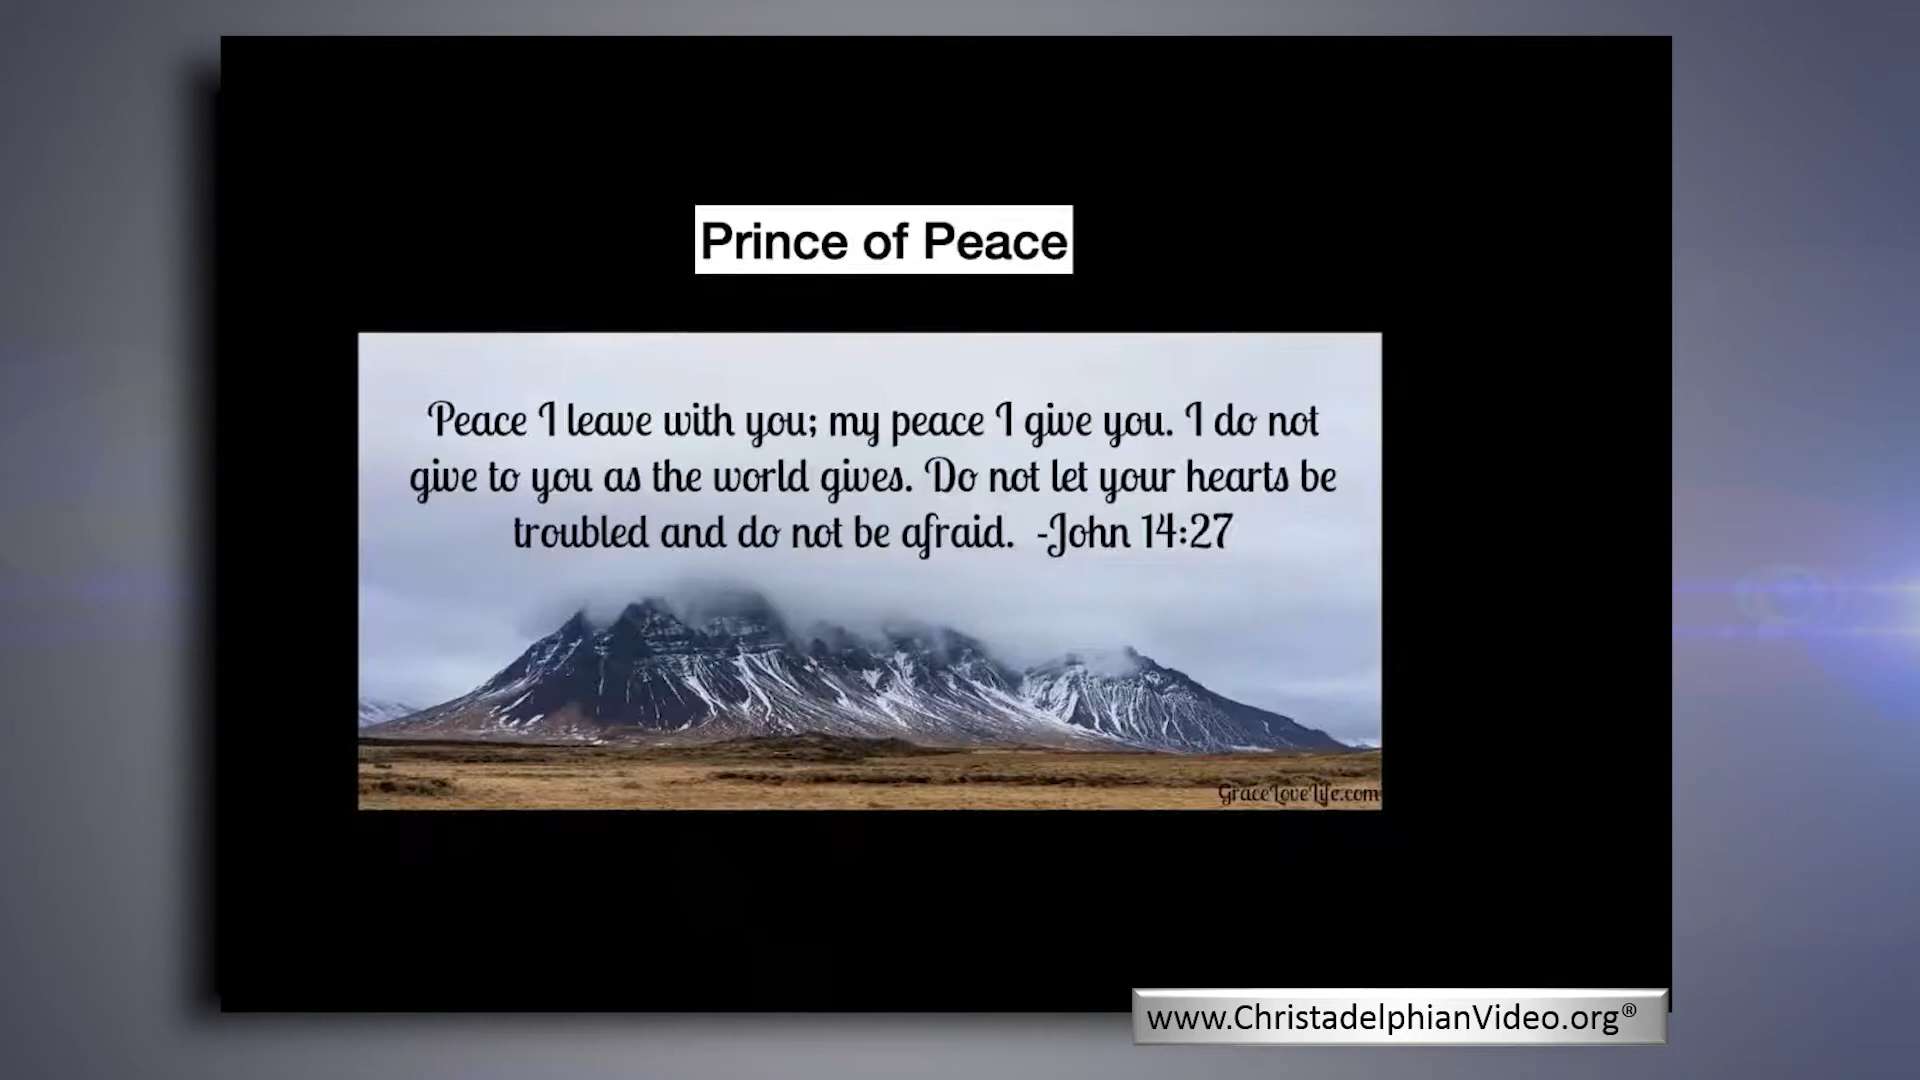 Prince of Peace
Peace I leave with you; my peace I give you. I do not
give to you as the world gives. Do not let your hearts be
troubled and do not be afraid. -John 14:27
GraceLoveLife.com
www.ChristadelphianVideo.org®